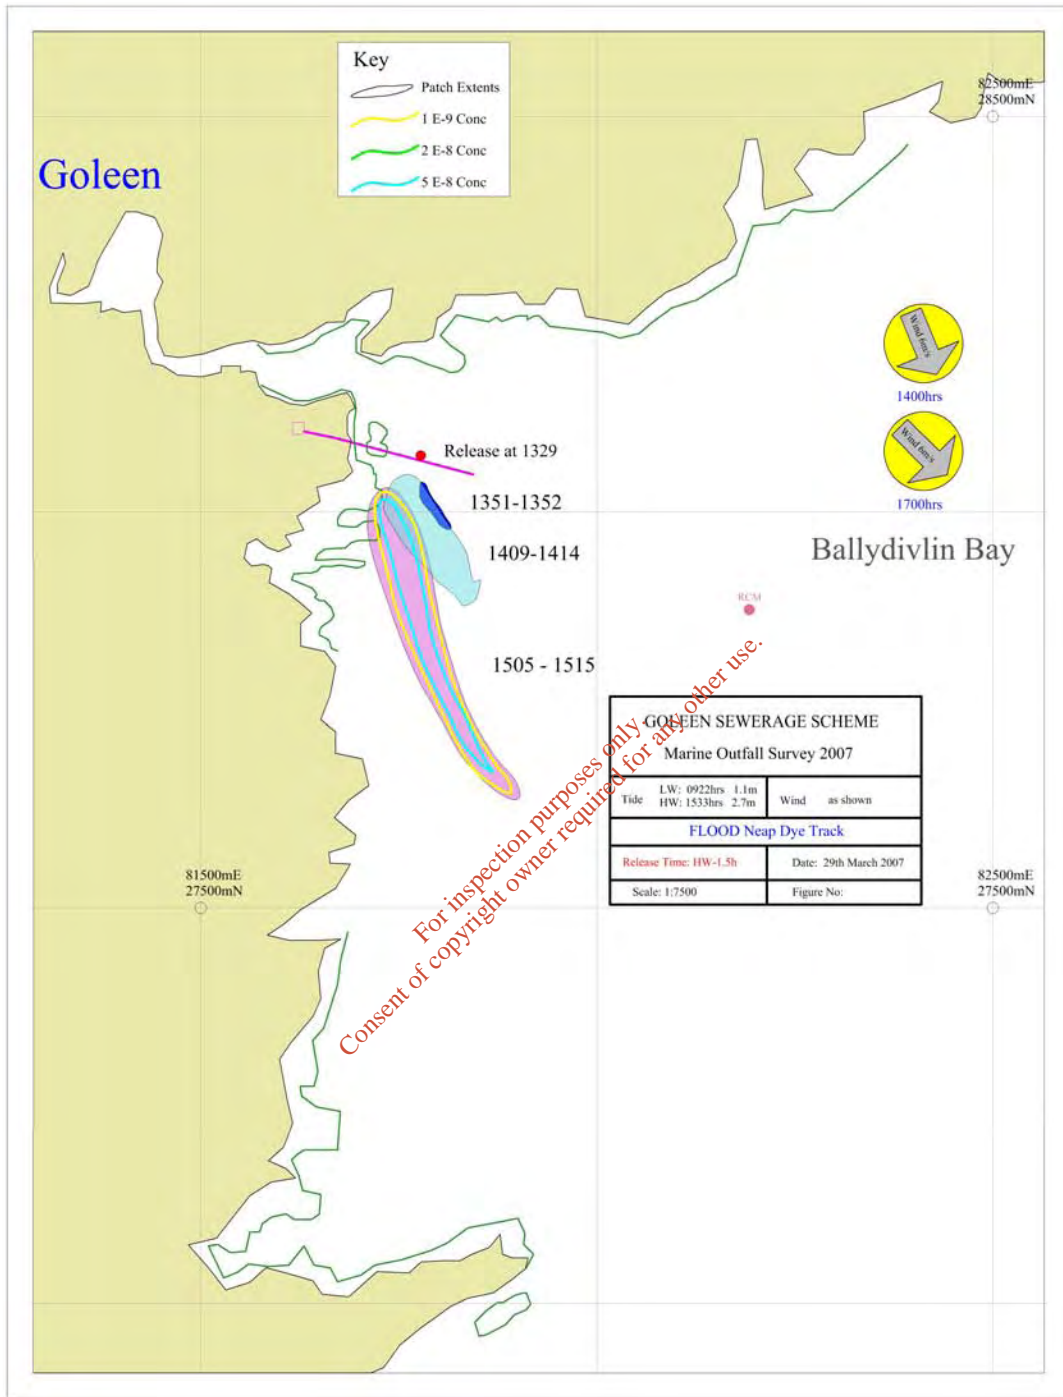 Key
Patch Extents
1 E-9 Conc
2 E-8 Conc
5 E-8 Conc
82500mE
28500mN
Goleen
Wind 6m/s
1400hrs
Wind 6m/s
1700hrs
Release at 1329
1351-1352
1409-1414
Ballydivlin Bay
RCM
1505 - 1515
GOLEEN SEWERAGE SCHEME
Marine Outfall Survey 2007
Tide LW: 0922hrs 1.1m
HW: 1533hrs 2.7m
Wind as shown
FLOOD Neap Dye Track
Release Time: HW-1.5h
Date: 29th March 2007
Scale: 1:7500
Figure No:
81500mE
27500mN
82500mE
27500mN
For inspection purposes only.
Consent of copyright owner required for any other use.